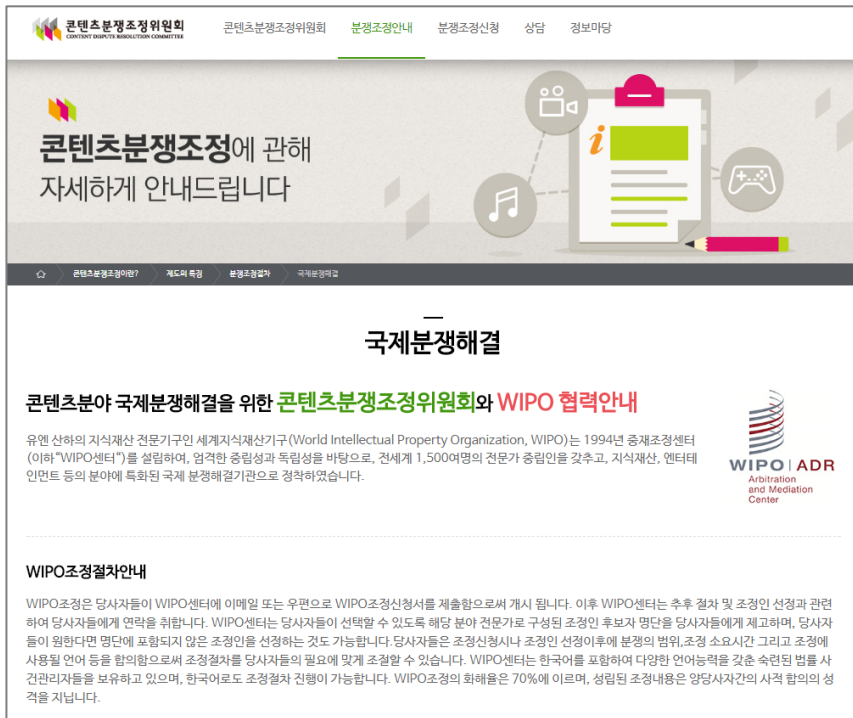 콘텐츠분쟁조정위원회
CONTENT DISPUTE RESOLUTION COMMITTEE
콘텐츠분쟁조정위원회 분쟁조정안내 분쟁조정신청 상담 정보마당
콘텐츠분쟁조정에 관해
자세하게 안내드립니다
i
콘텐츠분쟁조정이란? 제도의 특징 분쟁조정절차 국제분쟁해결
국제분쟁해결
콘텐츠분야 국제분쟁해결을 위한 콘텐츠분쟁조정위원회와 WIPO 협력안내
유엔 산하의 지식재산 전문기구인 세계지식재산기구(World Intellectual Property Organization, WIPO)는 1994년 중재조정센터
(이하"WIPO센터")를 설립하여, 엄격한 중립성과 독립성을 바탕으로, 전세계 1,500여명의 전문가 중립인을 갖추고, 지식재산, 엔터테
인먼트 등의 분야에 특화된 국제 분쟁해결기관으로 정착하였습니다.
WIPO | ADR
Arbitration
and Mediation
Center
WIPO조정절차안내
WIPO조정은 당사자들이 WIPO센터에 이메일 또는 우편으로 WIPO조정신청서를 제출함으로써 개시 됩니다. 이후 WIPO센터는 추후 절차 및 조정인 선정과 관련
하여 당사자들에게 연락을 취합니다. WIPO센터는 당사자들이 선택할 수 있도록 해당 분야 전문가로 구성된 조정인 후보자 명단을 당사자들에게 제고하며, 당사자
들이 원한다면 명단에 포함되지 않은 조정인을 선정하는 것도 가능합니다.당사자들은 조정신청시나 조정인 선정이후에 분쟁의 범위,조정 소요시간 그리고 조정에
사용될 언어 등을 합의함으로써 조정절차를 당사자들의 필요에 맞게 조절할 수 있습니다. WIPO센터는 한국어를 포함하여 다양한 언어능력을 갖춘 숙련된 법률 사
건관리자들을 보유하고 있으며, 한국어로도 조정절차 진행이 가능합니다. WIPO조정의 화해율은 70%에 이르며, 성립된 조정내용은 양당사자간의 사적 합의의 성
격을 지닙니다.